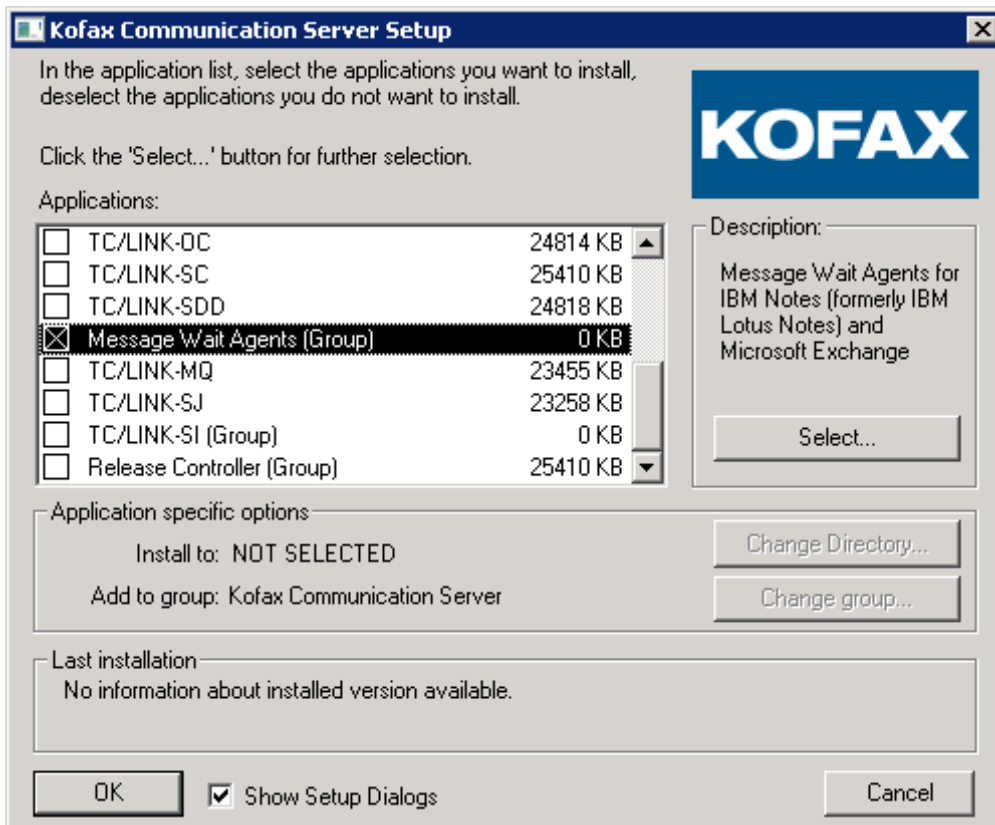 Kofax Communication Server Setup
In the application list, select the applications you want to install,
deselect the applications you do not want to install.
KOFAX
Click the 'Select...' button for further selection.
Applications:
TC/LINK-OC 24814 KB
TC/LINK-SC 25410 KB
TC/LINK-SDD 24818 KB
Message Wait Agents (Group) 0 KB
TC/LINK-MQ 23455 KB
TC/LINK-SJ 23258 KB
TC/LINK-SI (Group) 0 KB
Release Controller (Group) 25410 KB
Description:
Message Wait Agents for
IBM Notes (formerly IBM
Lotus Notes) and
Microsoft Exchange
Select...
Application specific options
Install to: NOT SELECTED
Change Directory...
Add to group: Kofax Communication Server
Change group...
Last installation
No information about installed version available.
OK
Show Setup Dialogs
Cancel